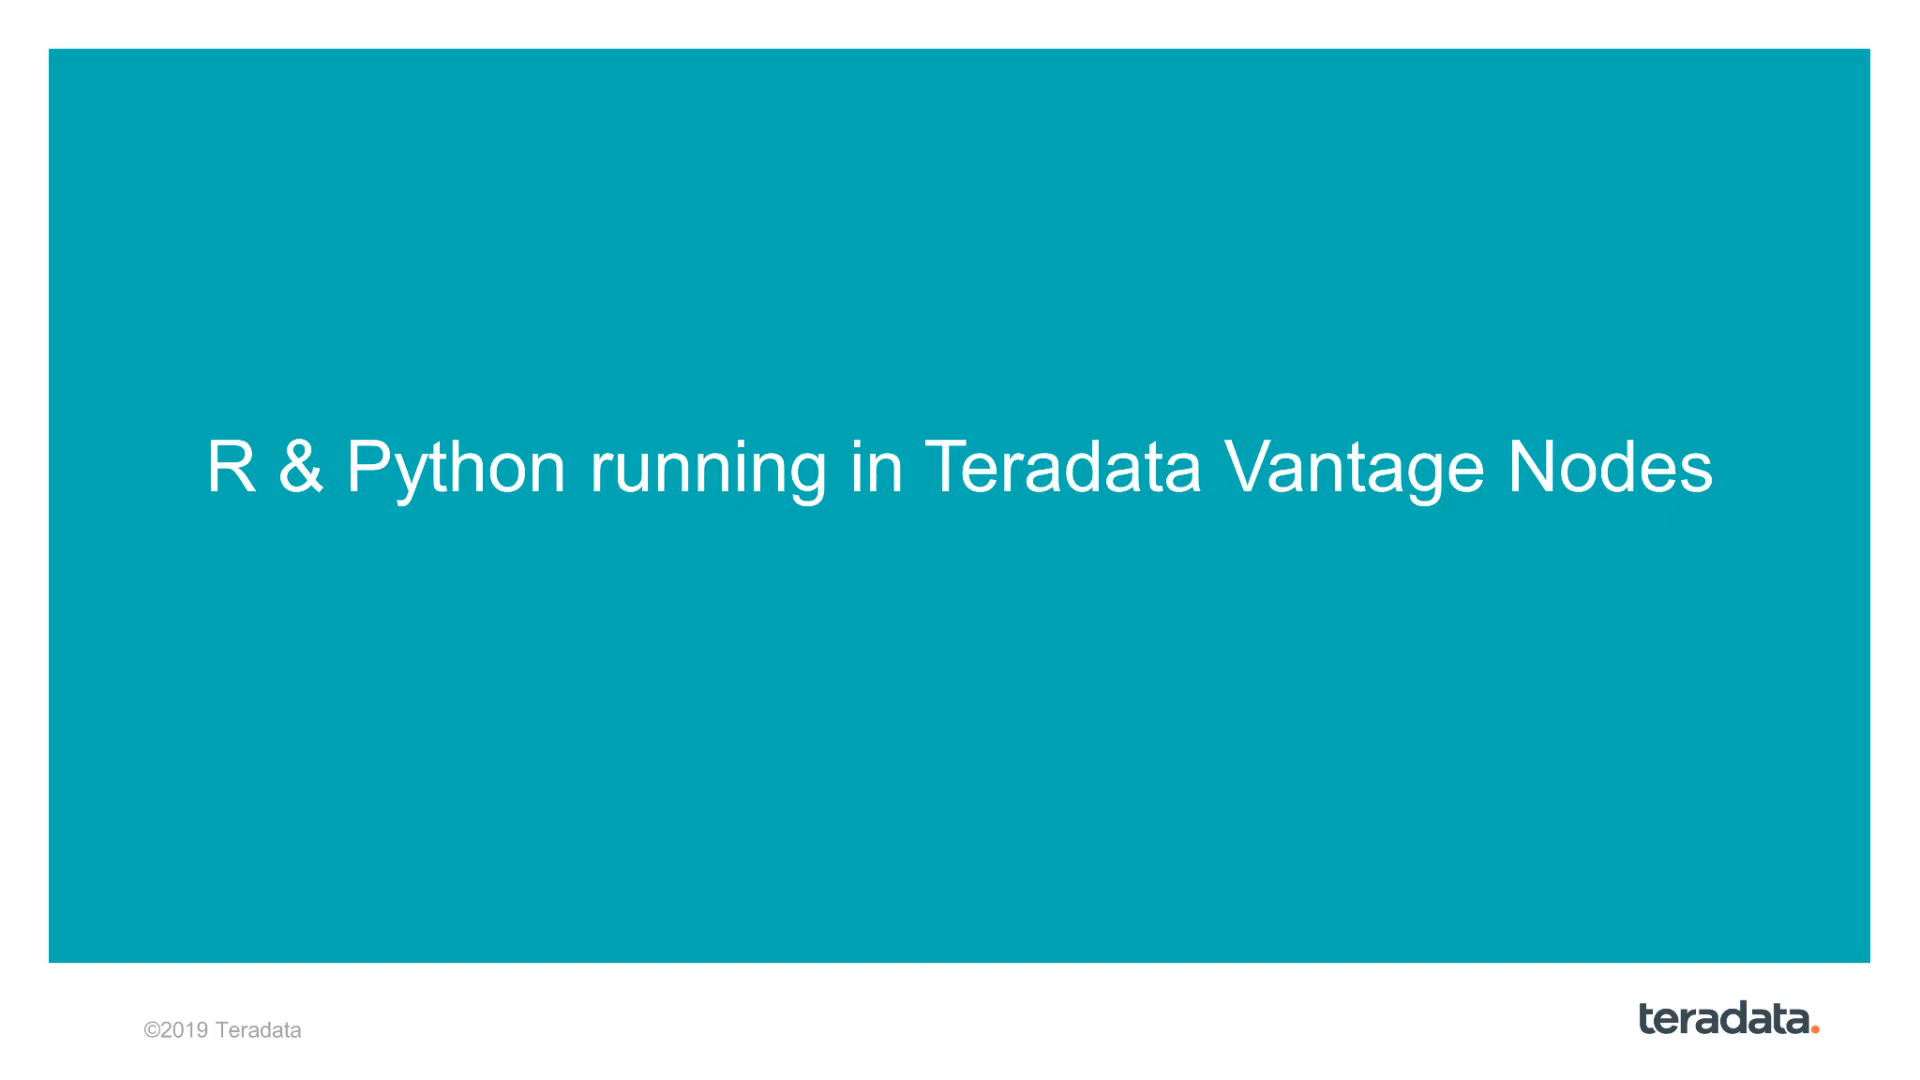 R & Python running in Teradata Vantage Nodes
©2019 Teradata
teradata.